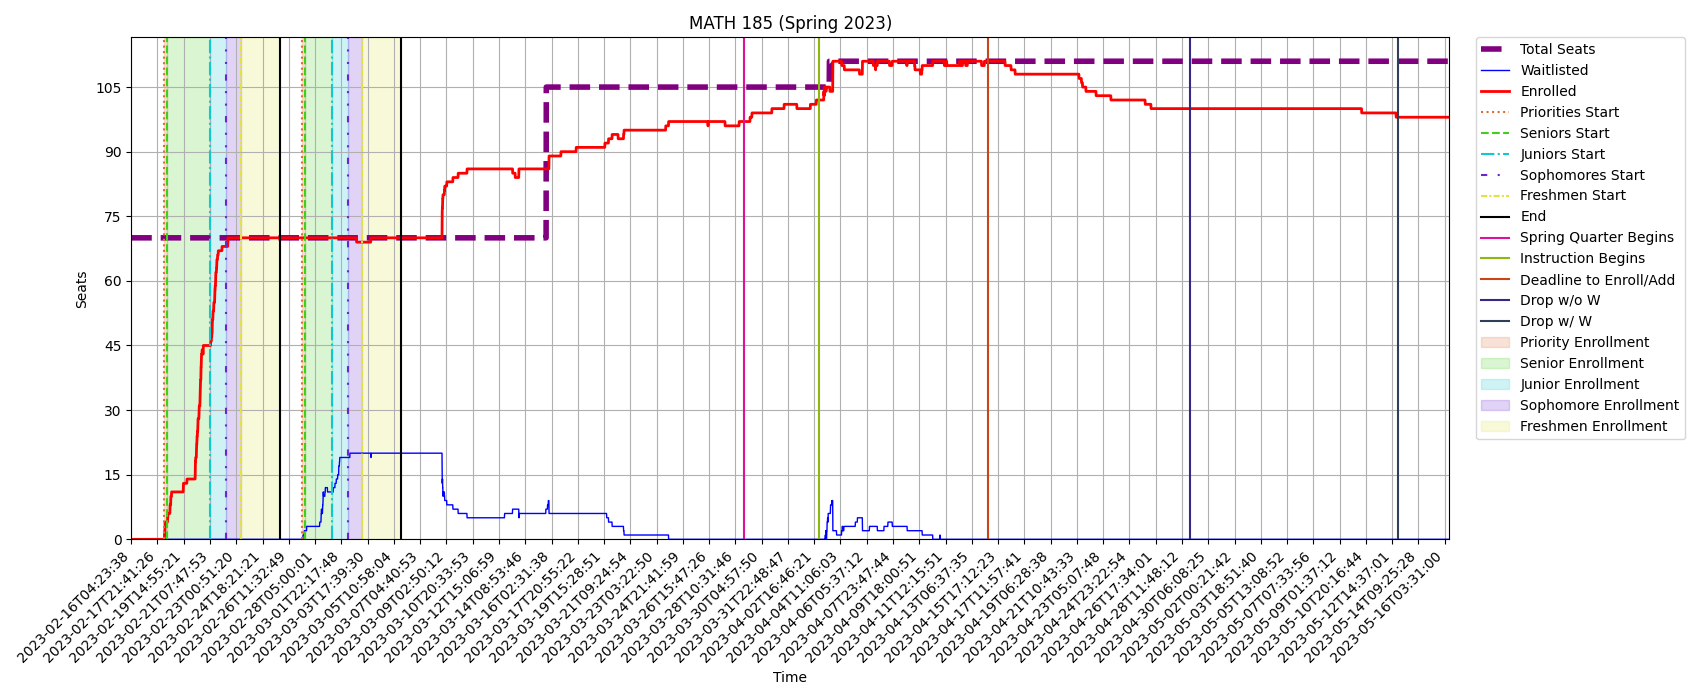 MATH 185 (Spring 2023)
Seats
105
90
75
60
45
30
15
0
2023-02-16T04:23:38
2023-02-17T21:41:26
2023-02-19T14:55:21
2023-02-21T07:47:53
2023-02-23T00:51:20
2023-02-24T18:21:21
2023-02-26T11:32:49
2023-02-28T05:00:01
2023-03-01T22:17:48
2023-03-03T17:39:30
2023-03-05T10:58:04
2023-03-07T04:40:53
2023-03-09T09:50:12
2023-03-10T20:33:53
2023-03-12T15:06:59
2023-03-14T08:53:46
2023-03-16T02:31:38
2023-03-17T20:55:22
2023-03-19T15:28:51
2023-03-21T09:24:54
2023-03-23T03:22:50
2023-03-24T21:41:59
2023-03-26T15:47:26
2023-03-28T10:31:46
2023-03-30T04:57:50
2023-03-31T22:48:47
2023-04-02T16:46:21
2023-04-04T11:06:03
2023-04-06T05:37:12
2023-04-07T23:47:44
2023-04-09T18:00:51
2023-04-11T12:15:51
2023-04-13T06:37:35
2023-04-15T17:12:23
2023-04-17T11:57:41
2023-04-19T06:28:38
2023-04-21T10:43:33
2023-04-23T05:07:48
2023-04-24T23:22:54
2023-04-26T17:34:01
2023-04-28T11:48:12
2023-04-30T06:08:25
2023-05-02T00:21:42
2023-05-03T18:51:40
2023-05-05T13:08:52
2023-05-07T07:33:56
2023-05-09T01:37:12
2023-05-10T20:16:44
2023-05-12T14:37:01
2023-05-14T09:25:28
2023-05-16T03:31:00
Time
Total Seats
Waitlisted
Enrolled
Priorities Start
Seniors Start
Juniors Start
Sophomores Start
Freshmen Start
End
Spring Quarter Begins
Instruction Begins
Deadline to Enroll/Add
Drop w/o W
Drop w/ W
Priority Enrollment
Senior Enrollment
Junior Enrollment
Sophomore Enrollment
Freshmen Enrollment